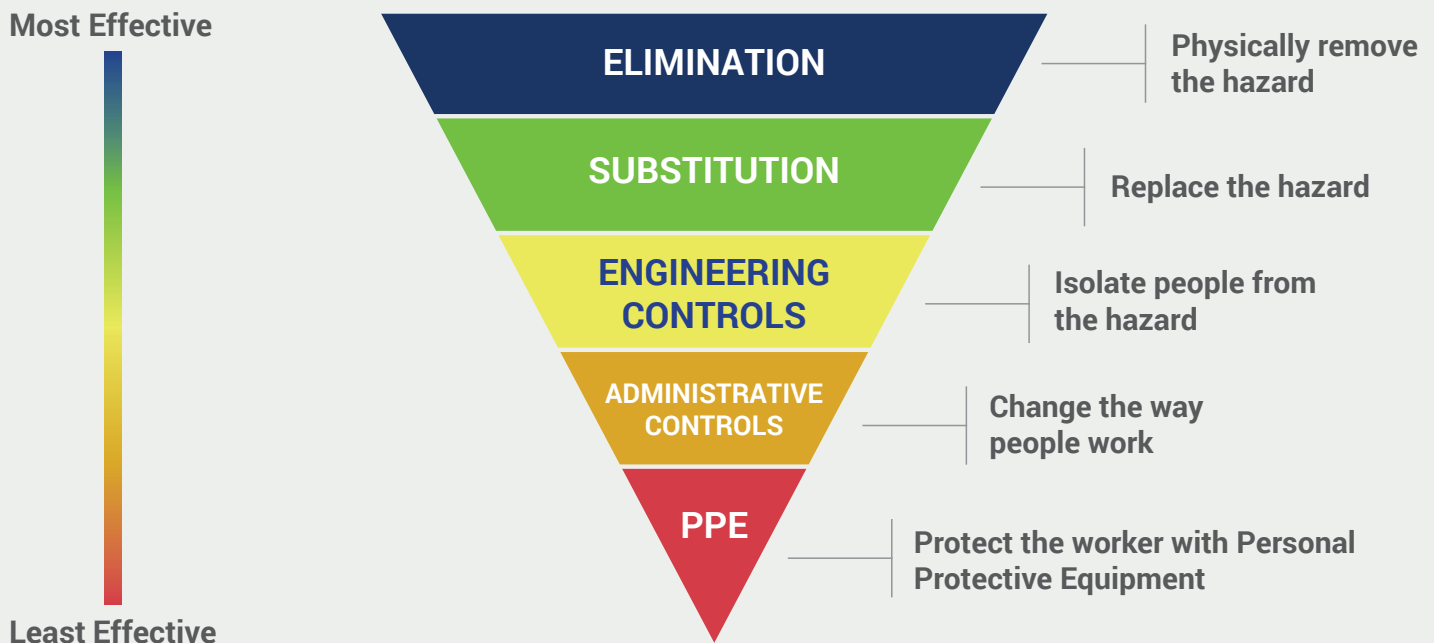 Most Effective
ELIMINATION
Physically remove
the hazard
SUBSTITUTION
Replace the hazard
ENGINEERING
CONTROLS
Isolate people from
the hazard
ADMINISTRATIVE
CONTROLS
Change the way
people work
PPE
Protect the worker with Personal
Protective Equipment
Least Effective